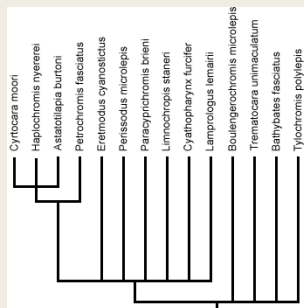 Cyrtocara moori
Haplochromis nyererei
Astatotilapia burtoni
Petrochromis fasciatus
Eretmodus cyanostictus
Perissodus microlepis
Paracyprichromis brieni
Limnochropis staneri
Cyathopharynx furcifer
Lamprologus lemairii
Boulengerochromis microlepis
Trematocara unimaculatum
Bathybates fasciatus
Tylochromis polylepis